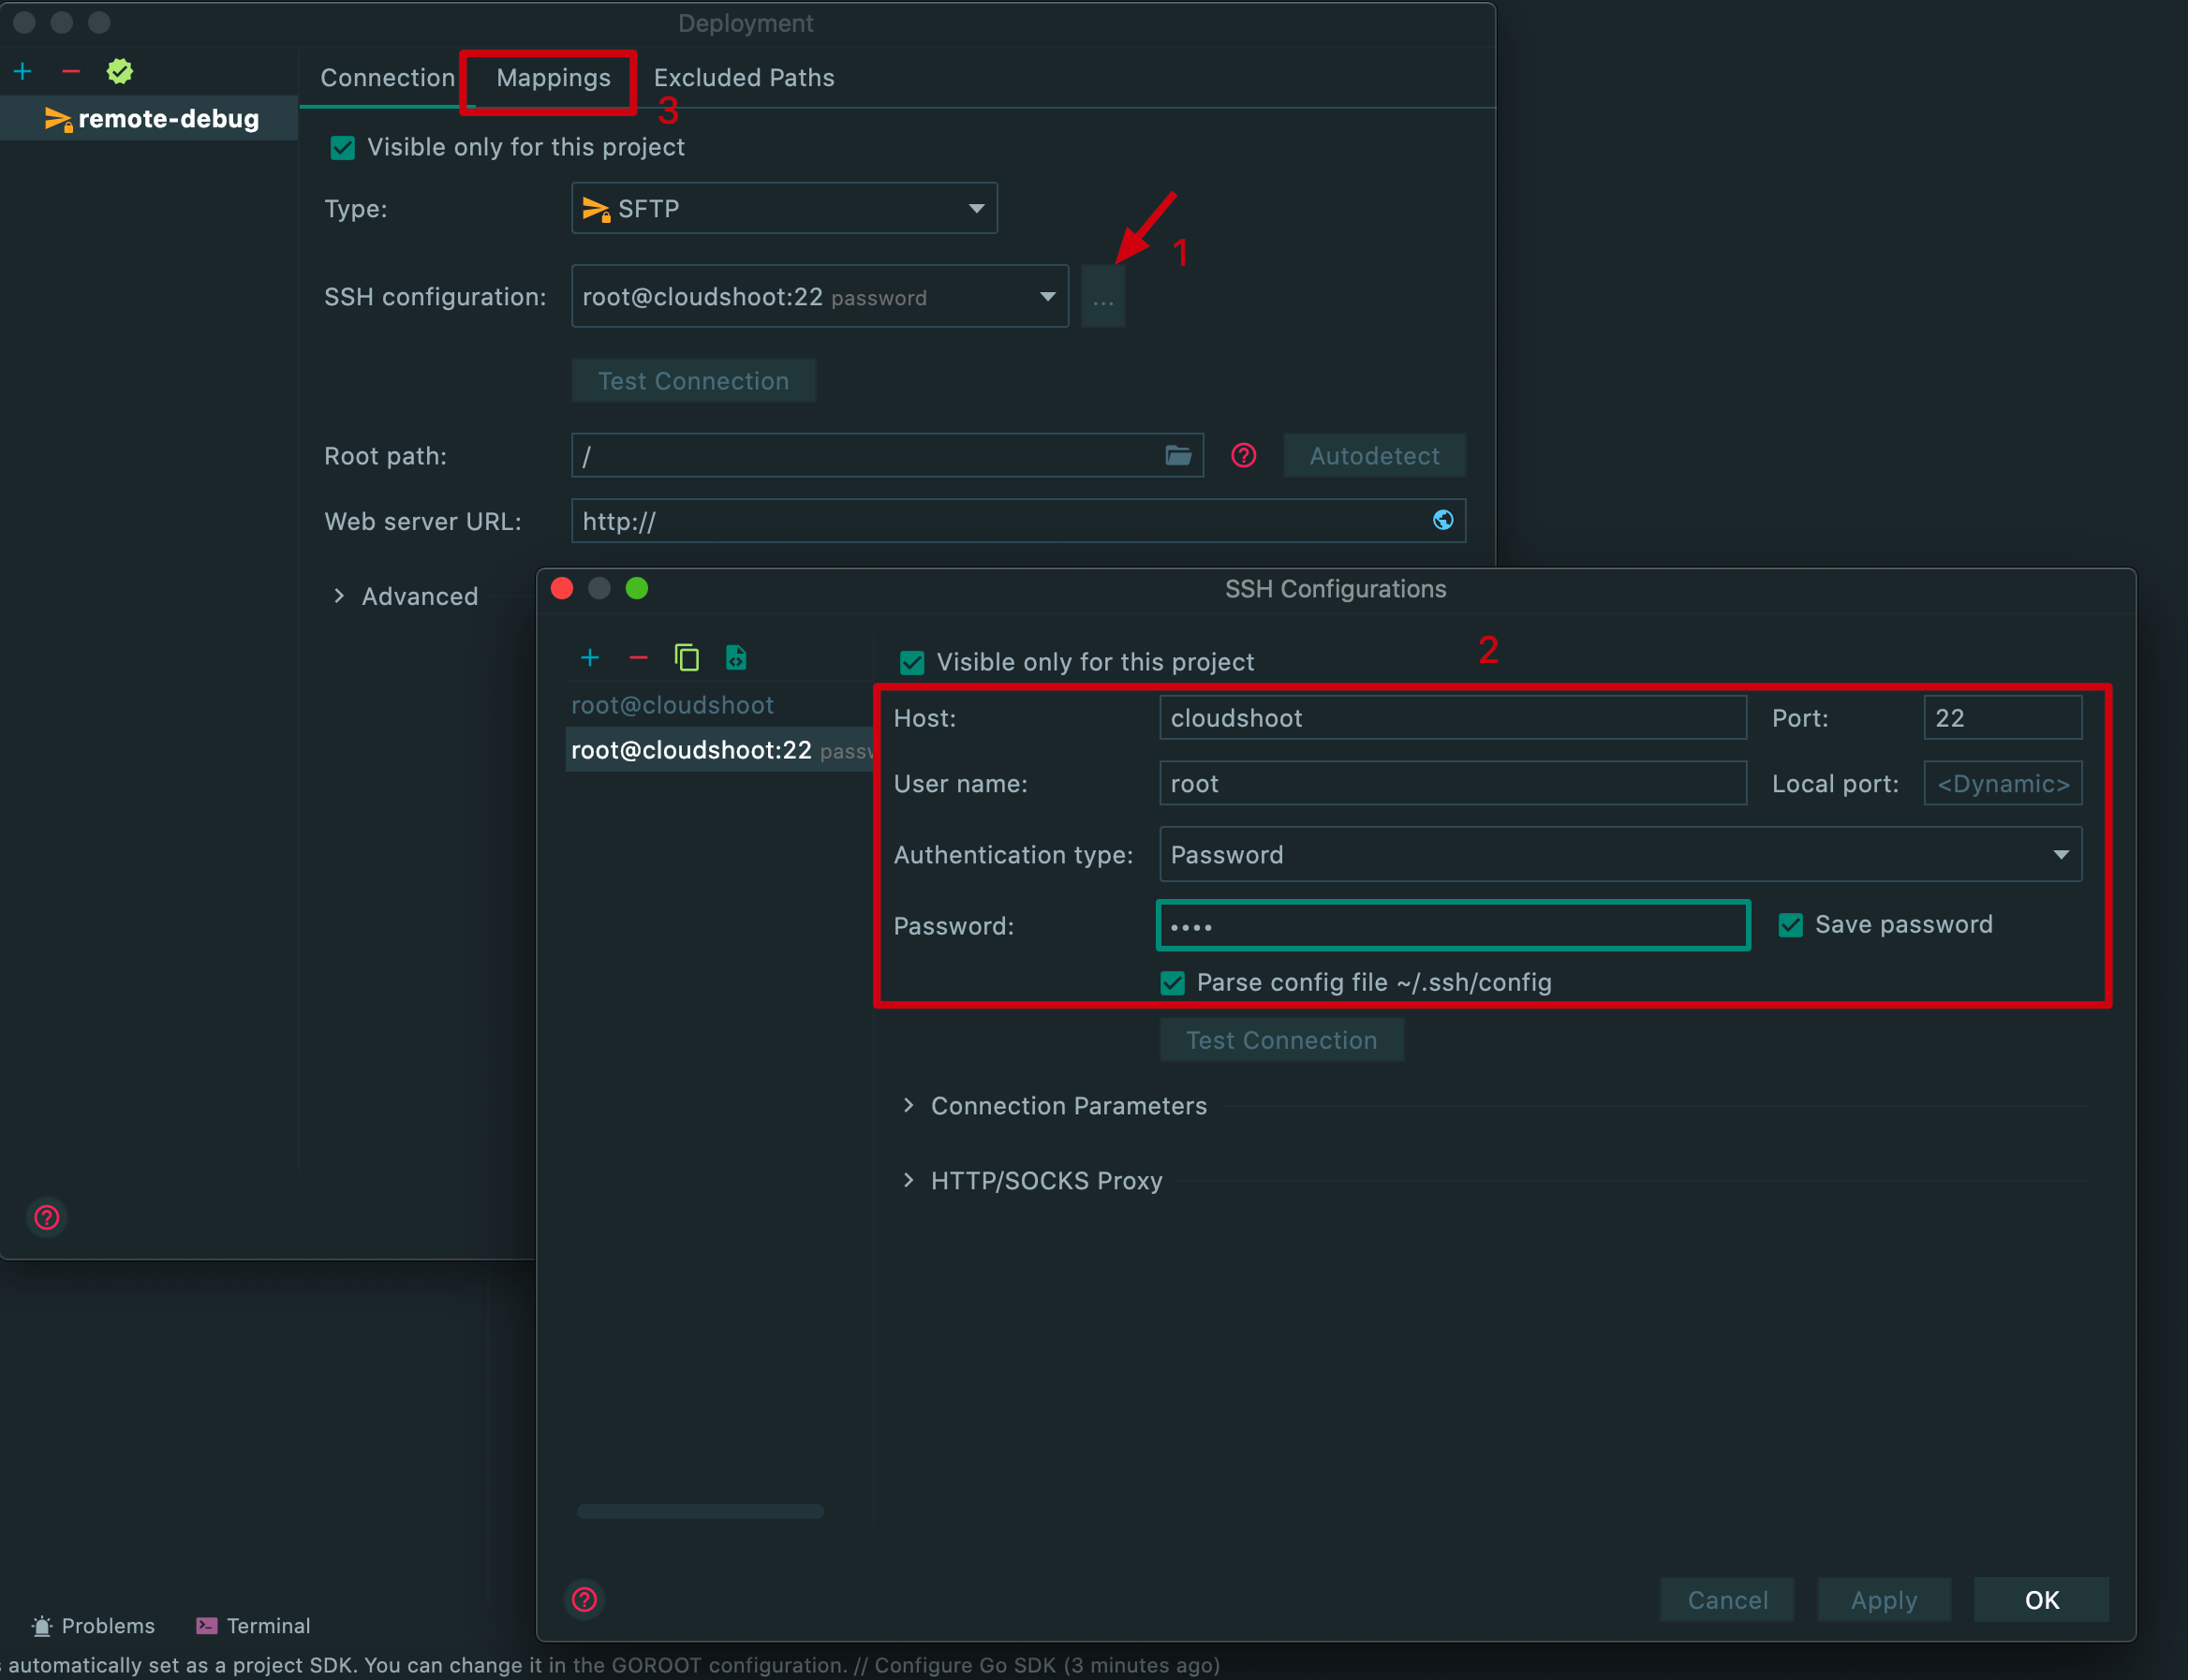 Deployment
Connection Mappings Excluded Paths
3
remote-debug
Visible only for this project
Type: SFTP
1
SSH configuration: root@cloudshoot:22 password ...
Test Connection
Root path: / Autodetect
Web server URL: http://
Advanced
SSH Configurations
2
Visible only for this project
root@cloudshoot
root@cloudshoot:22 passw
Host: cloudshoot Port: 22
User name: root Local port: <Dynamic>
Authentication type: Password
Password: •••• Save password
Parse config file ~/.ssh/config
Test Connection
Connection Parameters
HTTP/SOCKS Proxy
Cancel Apply OK
Problems Terminal
s automatically set as a project SDK. You can change it in the GOROOT configuration. // Configure Go SDK (3 minutes ago)